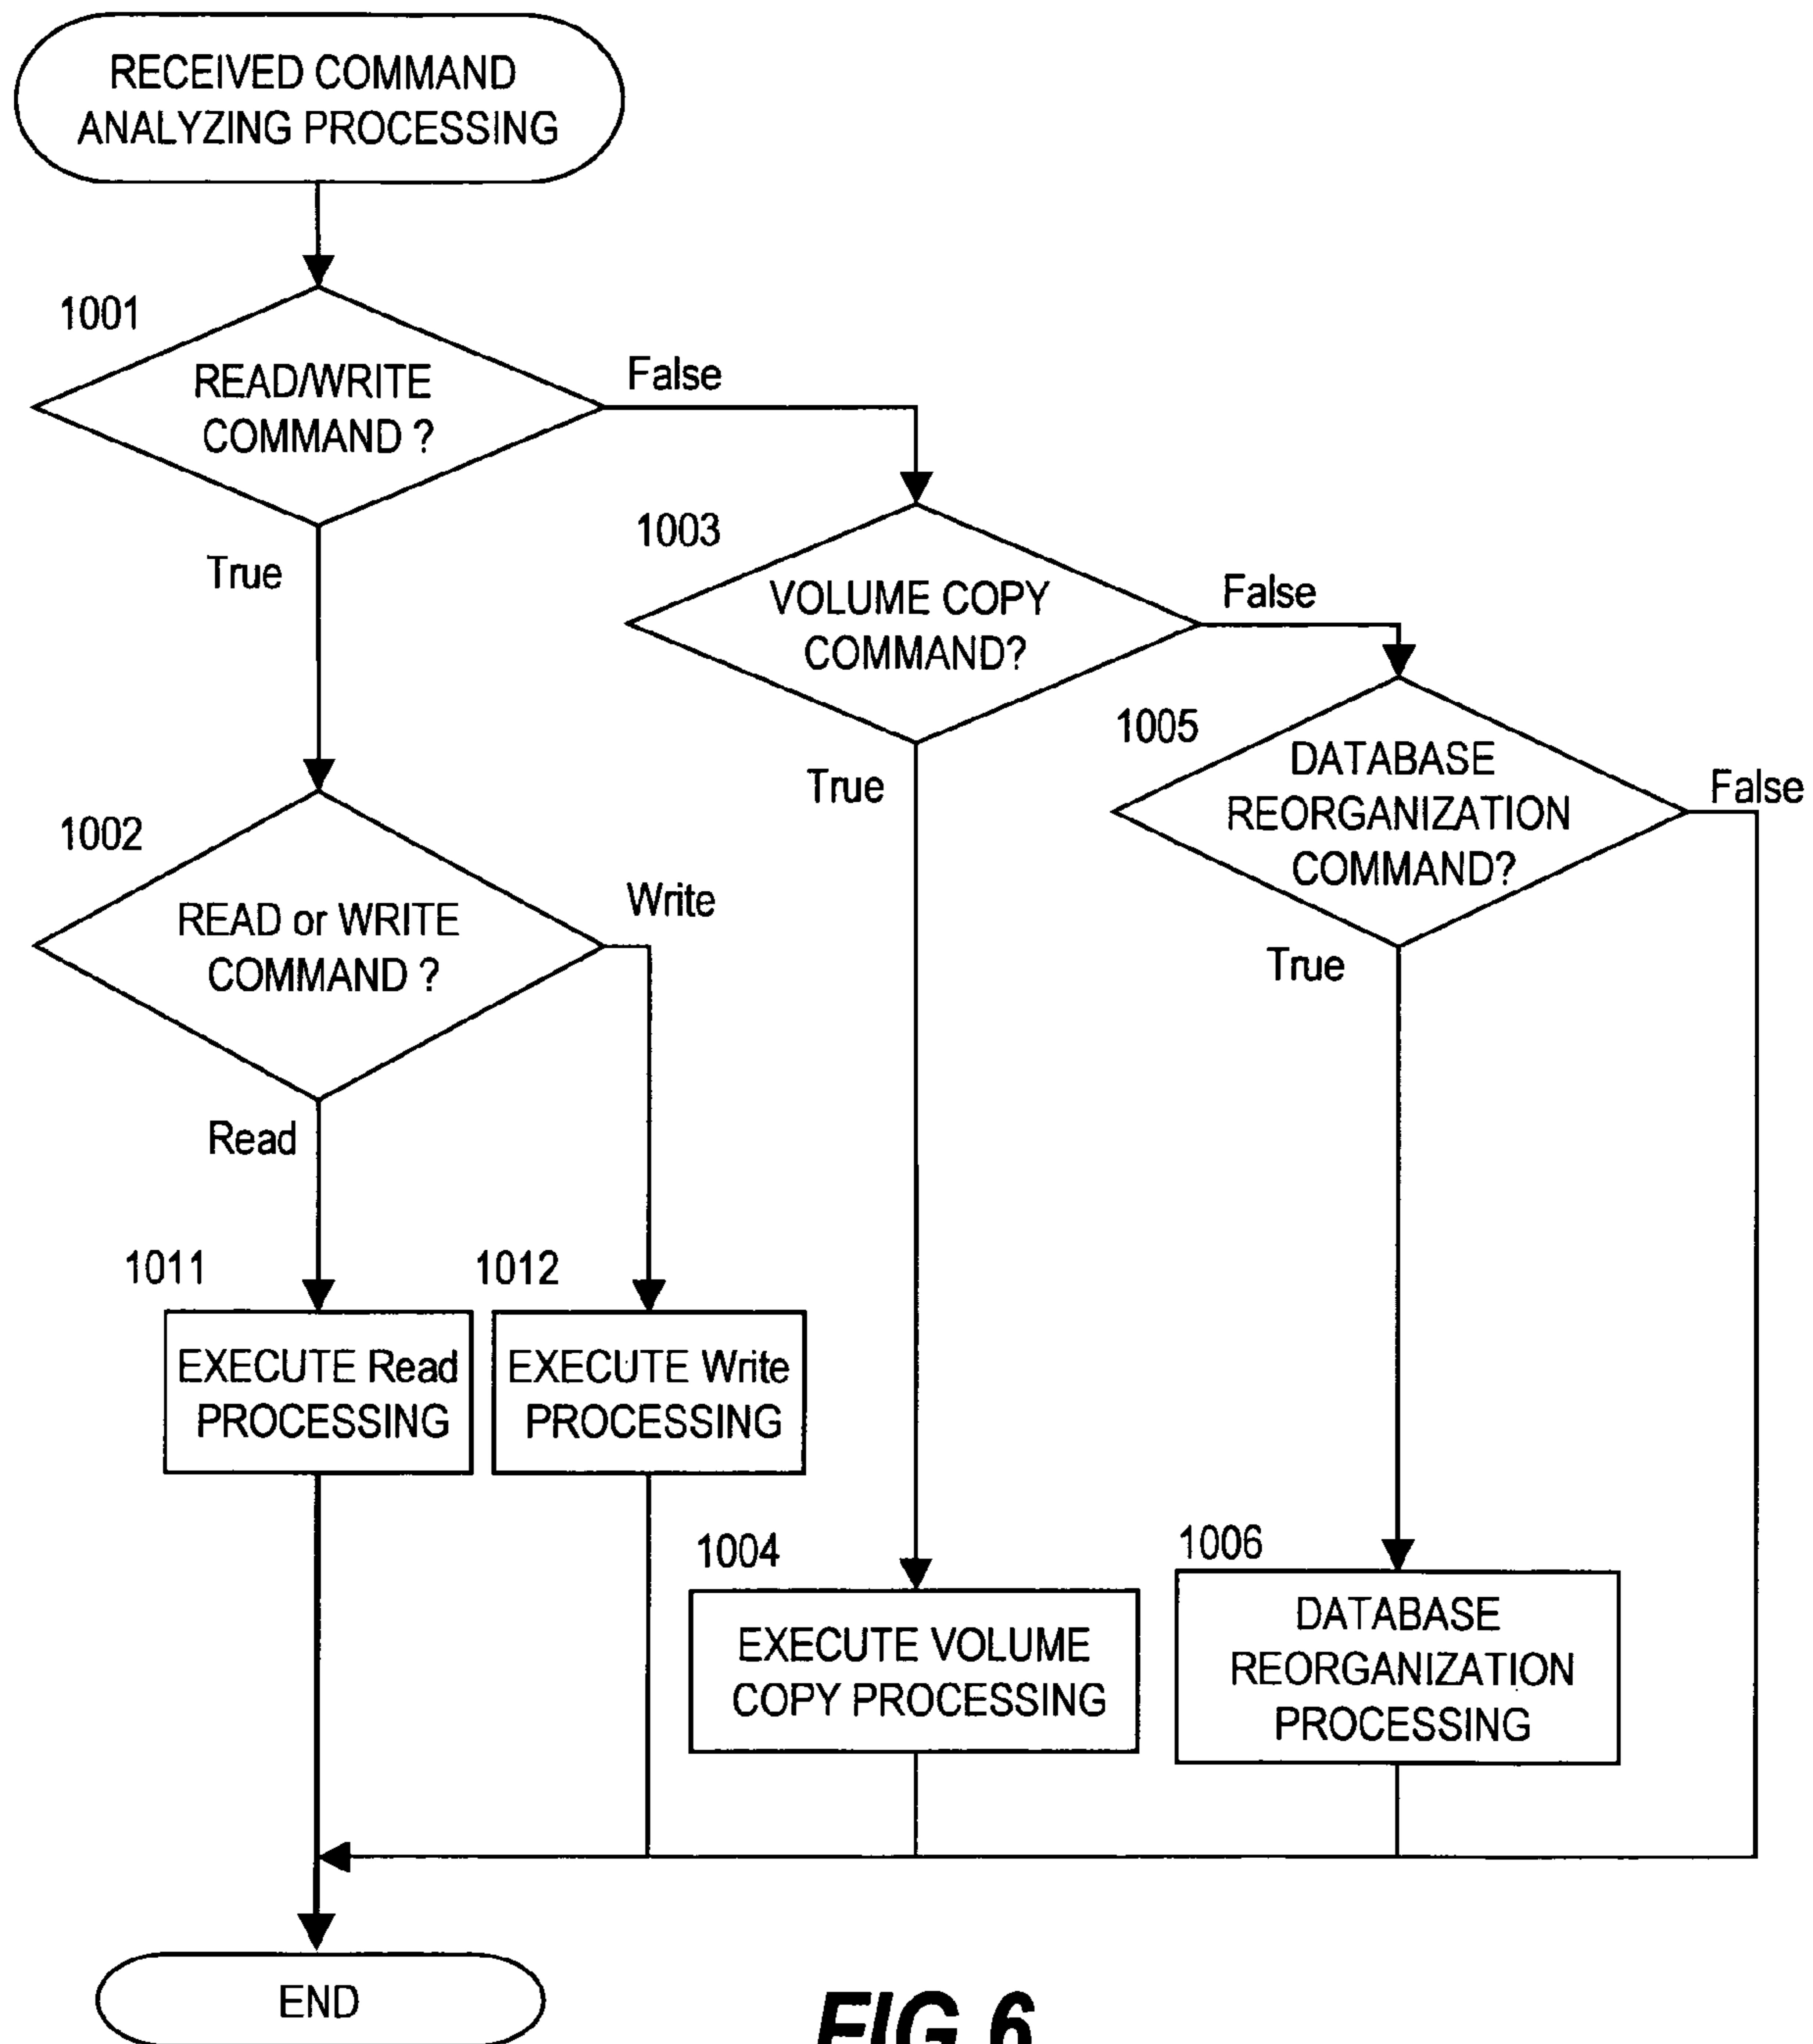 RECEIVED COMMAND
ANALYZING PROCESSING
1001
READ/WRITE
COMMAND ?
False
True
1003
VOLUME COPY
COMMAND?
False
True
1005
DATABASE
REORGANIZATION
COMMAND?
False
True
1002
READ or WRITE
COMMAND ?
Write
Read
1011
EXECUTE Read
PROCESSING
1012
EXECUTE Write
PROCESSING
1004
EXECUTE VOLUME
COPY PROCESSING
1006
DATABASE
REORGANIZATION
PROCESSING
END
FIG.6